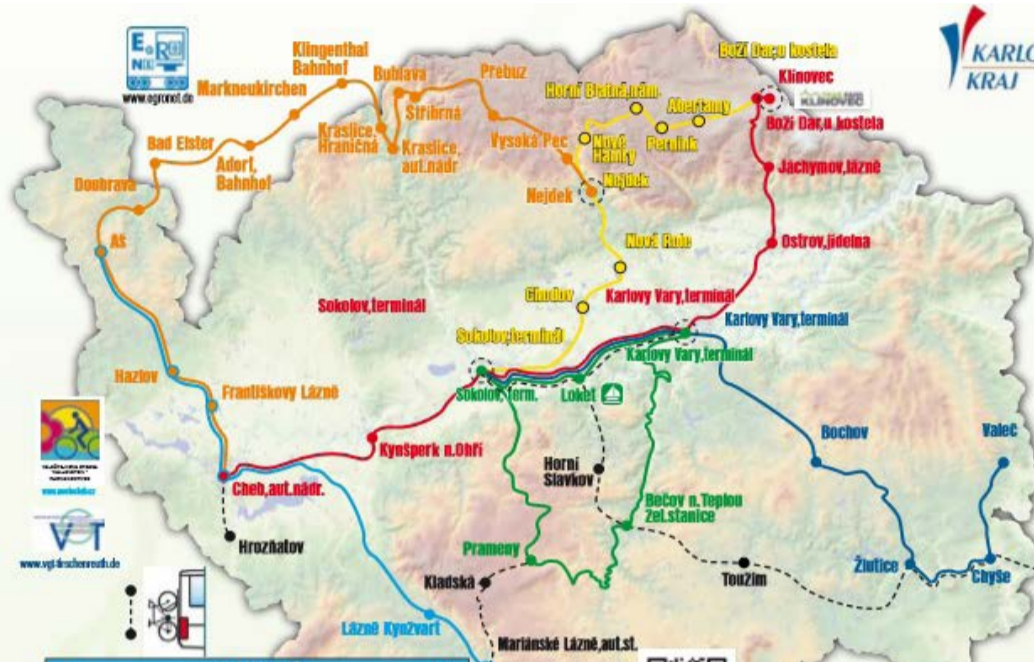 www.egronet.de
Klingenthal
Bahnhof
Markneukirchen
Bublava
Stříbrná
Přebuz
Kraslice,
Hraničná
Kraslice,
aut.nádr
Bad Elster
Adorf,
Bahnhof
Doubrava
Aš
Vysoká Pec
Nejdek
Nejdek
Nové
Hamry
Horní Blatná,nám.
Pernink
Abertamy
Boží Dar,u kostela
Klínovec
KLÍNOVEC
Boží Dar,u kostela
KARLO
KRAJ
Jáchymov,lázně
Ostrov,jídelna
Nová Role
Chodov
Karlovy Vary,terminál
Sokolov,terminál
Sokolov,terminál
Karlovy Vary,terminál
Karlovy Vary,terminál
Sokolov, term.
Loket
Hazlov
Františkovy Lázně
Kynšperk n.Ohří
Cheb,aut.nádr.
Hrozňatov
Horní
Slavkov
Bečov n.Teplou
žel.stanice
Prameny
Kladská
Bochov
Valeč
Toužim
Žlutice
Chyše
Lázně Kynžvart
Mariánské Lázně,aut.st.
www.vgt-tirschenreuth.de